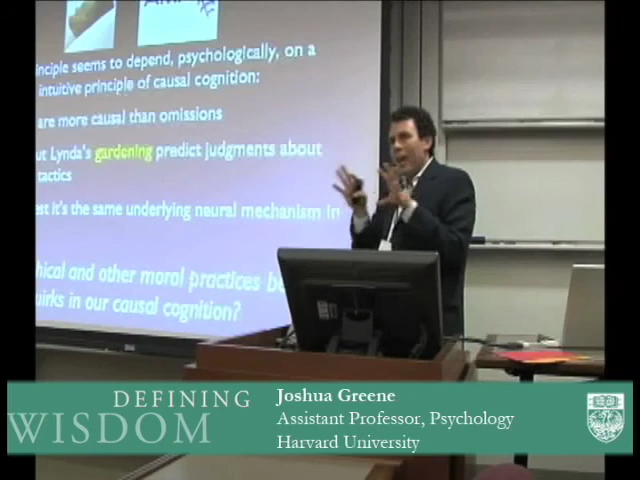 inciple seems to depend, psychologically, on a
intuitive principle of causal cognition:
are more causal than omissions
ut Lynda's gardening predict judgments about
tactics
est it's the same underlying neural mechanism in
hical and other moral practices b
uirks in our causal cognition?
DEFINING
WISDOM
Joshua Greene
Assistant Professor, Psychology
Harvard University